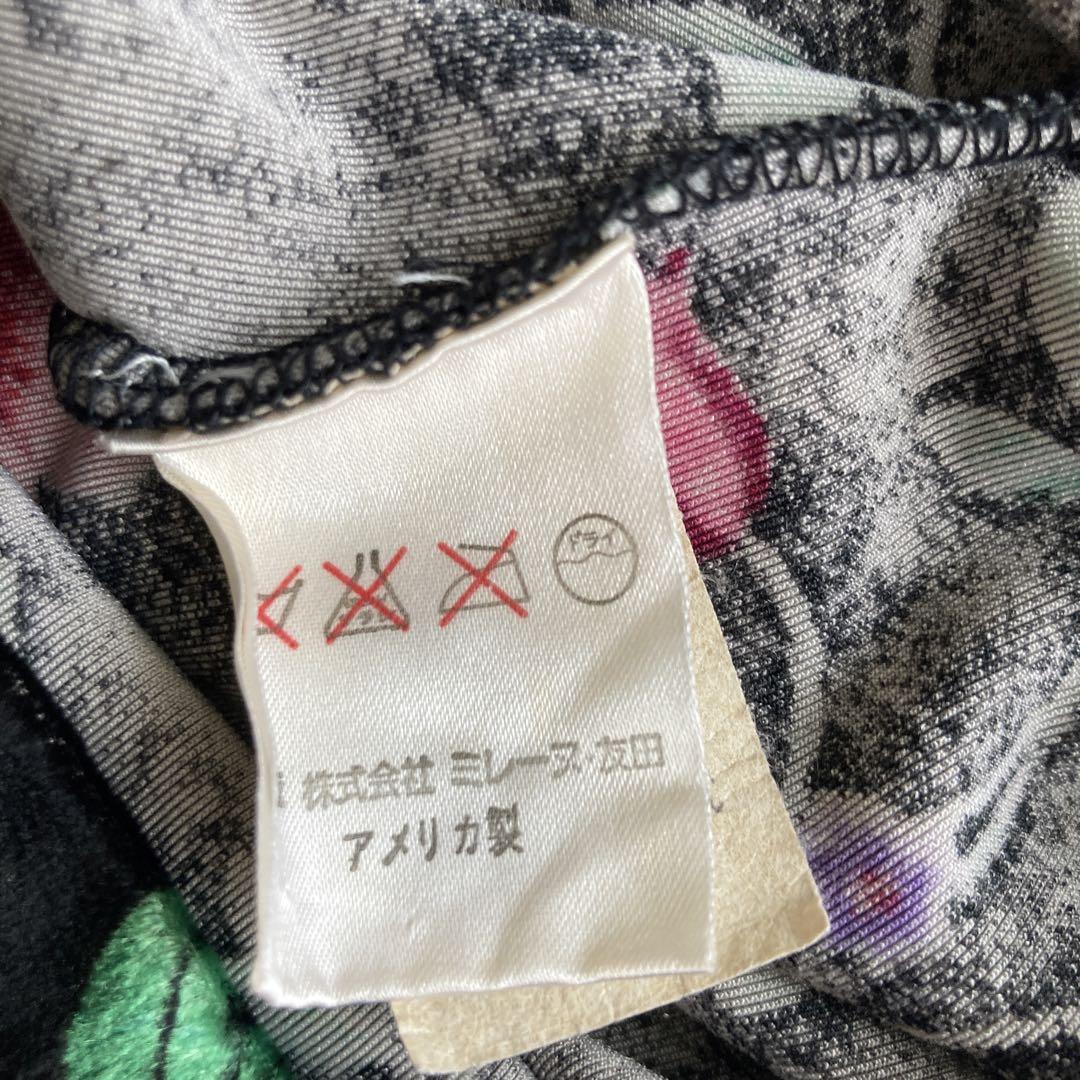 ドライ
株式会社 ミレーヌ・友田
アメリカ製